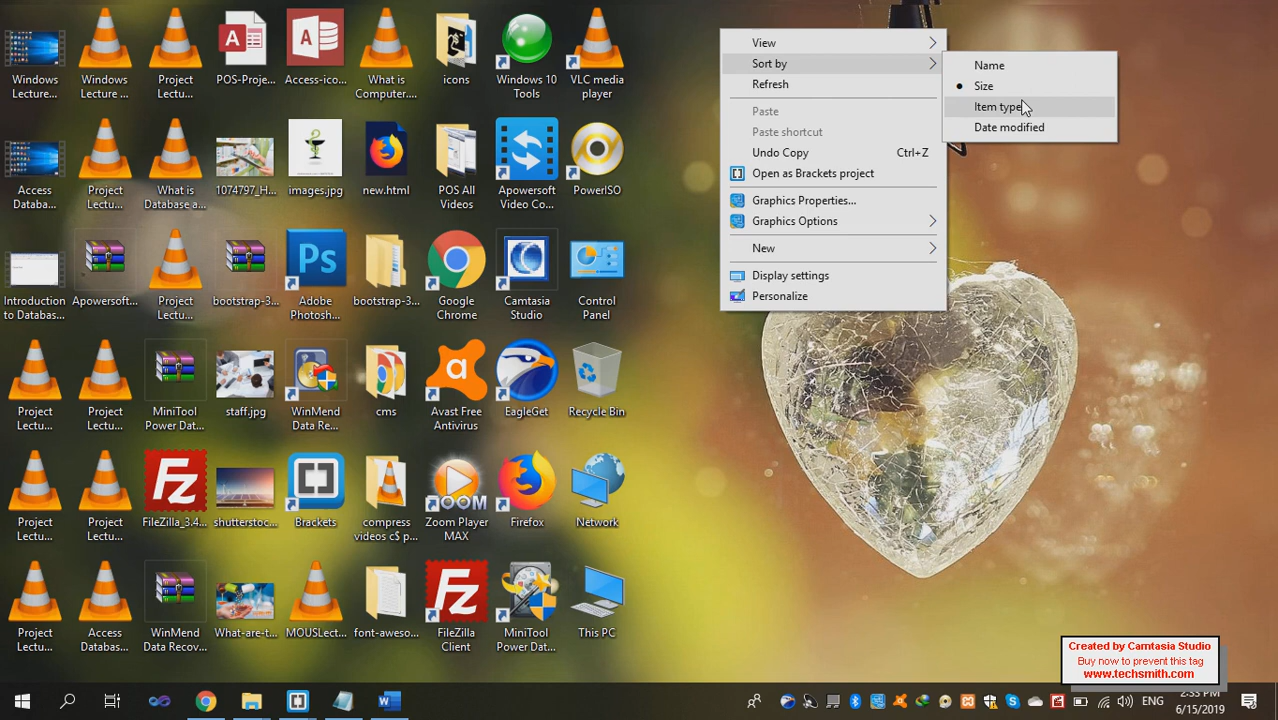 Windows
Lecture...
Windows
Lecture ...
Project
Lectu...
POS-Proje...
Access-ico...
What is
Computer....
icons
Windows 10
Tools
VLC media
player
Access
Databa...
Project
Lectu...
What is
Database a...
1074797_H...
images.jpg
new.html
POS All
Videos
Apowersoft
Video Co...
PowerISO
Introduction
to Databas...
Apowersoft...
Project
Lectu...
bootstrap-3...
Ps
Adobe
Photosh...
bootstrap-3...
Google
Chrome
Camtasia
Studio
Control
Panel
Project
Lectu...
Project
Lectu...
MiniTool
Power Dat...
staff.jpg
WinMend
Data Re...
cms
Avast Free
Antivirus
EagleGet
Recycle Bin
Project
Lectu...
Project
Lectu...
Fz
FileZilla_3.4...
shutterstoc...
Brackets
compress
videos c$ p...
ZOOM
Zoom Player
MAX
Firefox
Network
Project
Lectu...
Access
Databas...
WinMend
Data Recov...
What-are-t...
MOUSLect...
font-aweso...
Fz
FileZilla
Client
MiniTool
Power Dat...
This PC
View
Sort by
Refresh
Paste
Paste shortcut
Undo Copy Ctrl+Z
Open as Brackets project
Graphics Properties...
Graphics Options
New
Display settings
Personalize
Name
Size
Item type
Date modified
Created by Camtasia Studio
Buy now to prevent this tag
www.techsmith.com
ENG
2:33 PM
6/15/2019